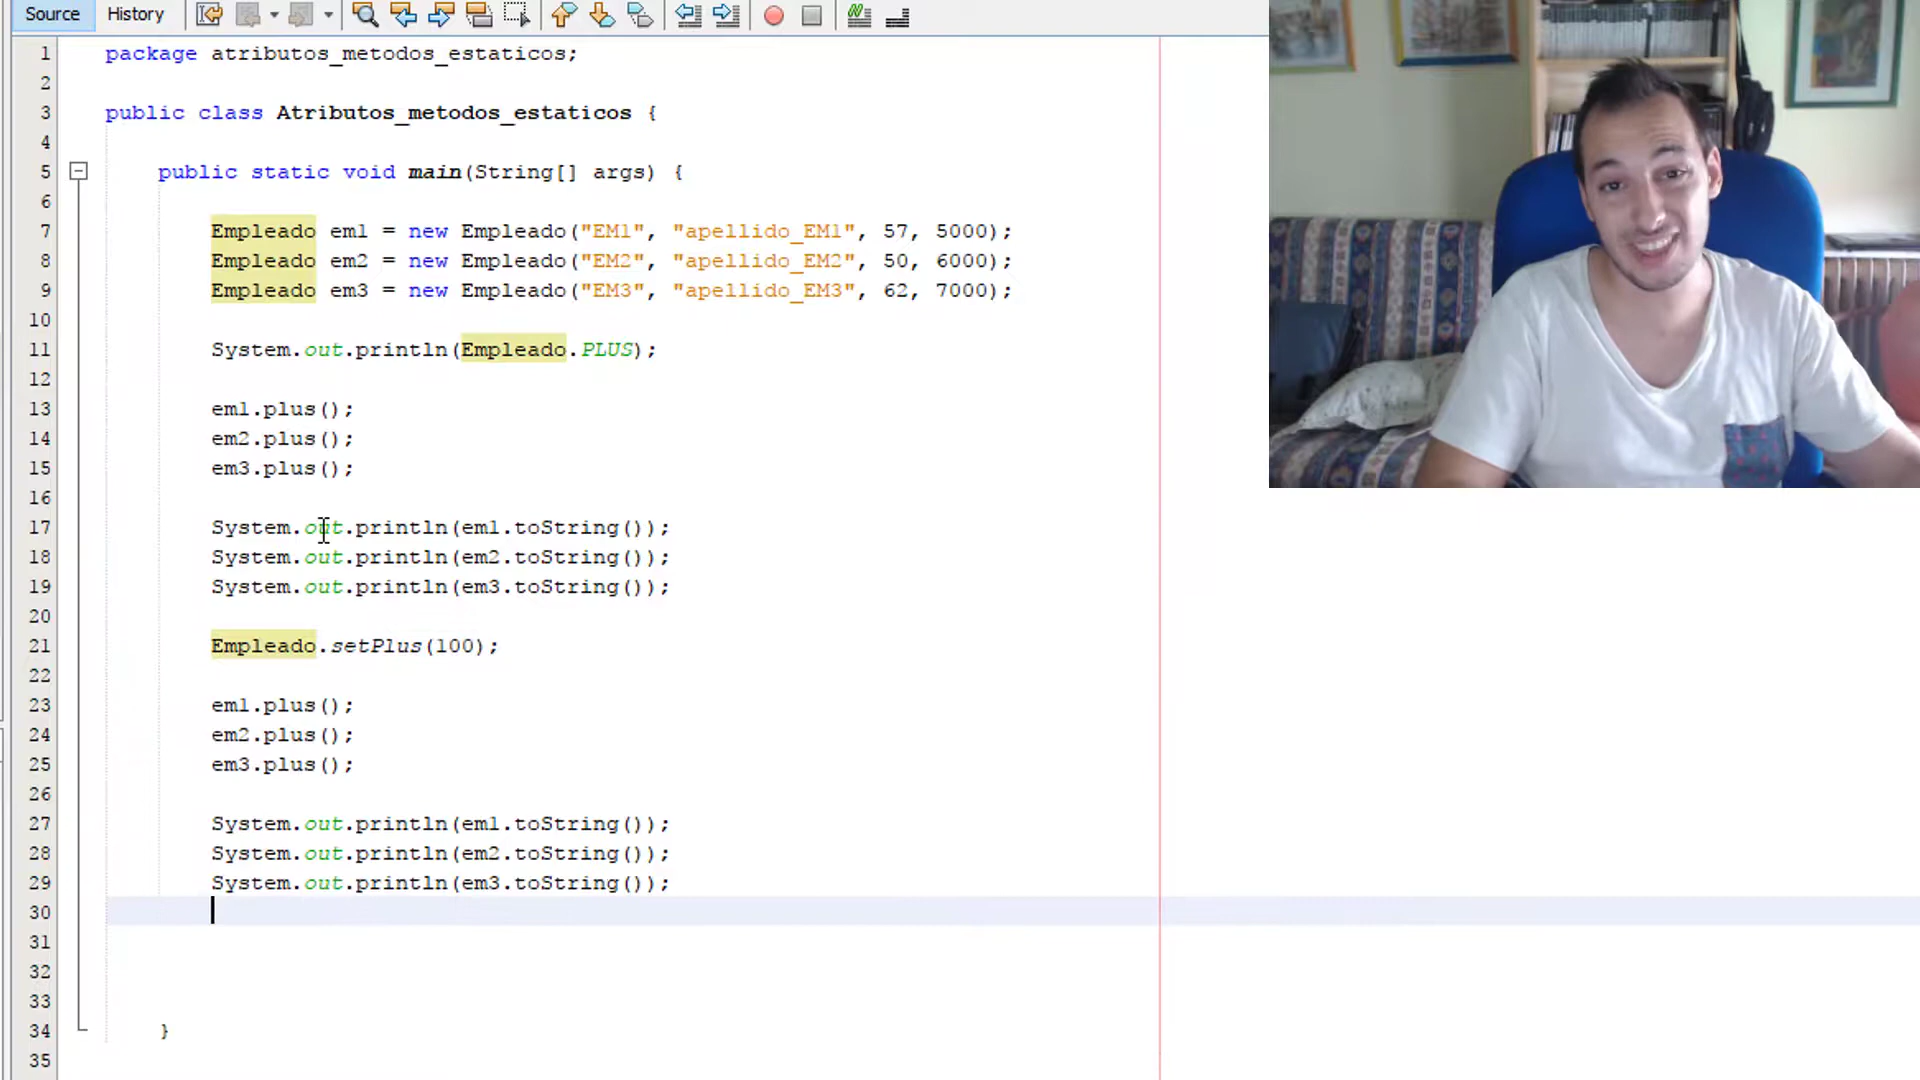 Source History
1 package atributos_metodos_estaticos;
2
3 public class Atributos_metodos_estaticos {
4
5 public static void main(String[] args) {
6
7 Empleado em1 = new Empleado("EM1", "apellido_EM1", 57, 5000);
8 Empleado em2 = new Empleado("EM2", "apellido_EM2", 50, 6000);
9 Empleado em3 = new Empleado("EM3", "apellido_EM3", 62, 7000);
10
11 System.out.println(Empleado.PLUS);
12
13 em1.plus();
14 em2.plus();
15 em3.plus();
16
17 System.out.println(em1.toString());
18 System.out.println(em2.toString());
19 System.out.println(em3.toString());
20
21 Empleado.setPlus(100);
22
23 em1.plus();
24 em2.plus();
25 em3.plus();
26
27 System.out.println(em1.toString());
28 System.out.println(em2.toString());
29 System.out.println(em3.toString());
30
31
32
33
34 }
35